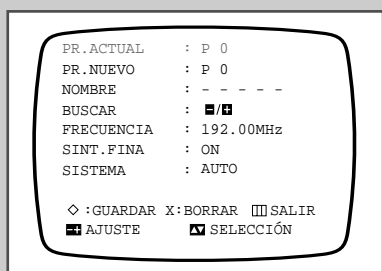 PR.ACTUAL : P 0
PR.NUEVO : P 0
NOMBRE : - - - - -
BUSCAR : -/+
FRECUENCIA : 192.00MHz
SINT.FINA : ON
SISTEMA : AUTO
◇ :GUARDAR X:BORRAR SALIR
-+ AJUSTE ▲▼ SELECCIÓN